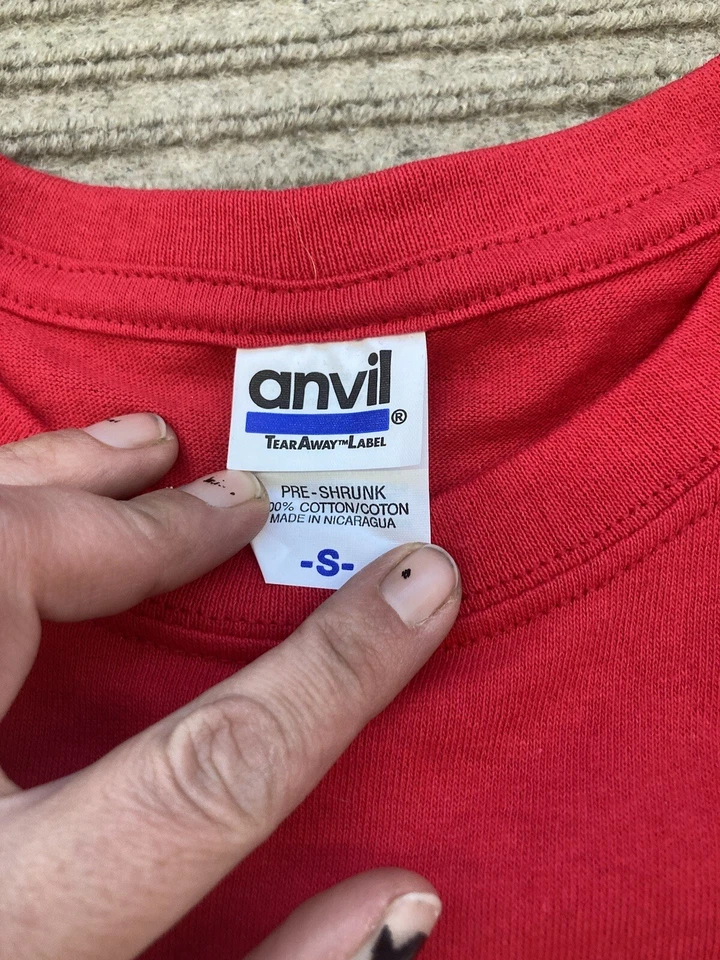 anvil®
TEARAWAY™LABEL
PRE-SHRUNK
00% COTTON/COTON
MADE IN NICARAGUA
-S-